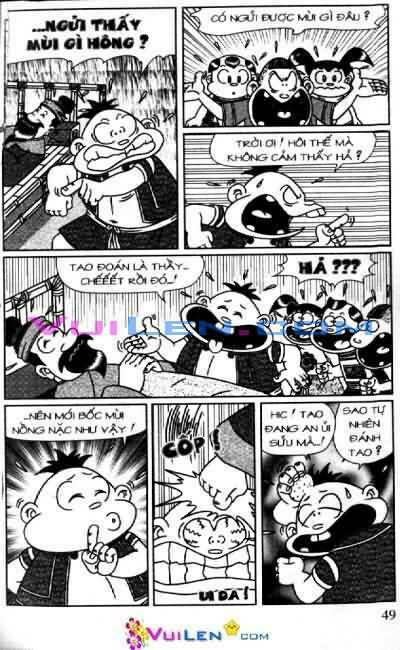 ...NGỬI THẤY
MÙI GÌ HÔNG?
CÓ NGỬI ĐƯỢC MÙI GÌ ĐÂU?
TRỜI ƠI! HÔI THẾ MÀ
KHÔNG CẢM THẤY HẢ?
TAO ĐOÁN LÀ THẦY...
CHẾẾẾT RỒI ĐÓ..!
HẢ ???
VUILEN.COM
...NÊN MỚI BỐC MÙI
NỒNG NẶC NHƯ VẬY!
CỐP!
UI DA!
HIC! TAO
ĐANG AN ỦI
SỬU MÀ...!
SAO TỰ
NHIÊN
ĐÁNH
TAO?
49
VUILEN.COM